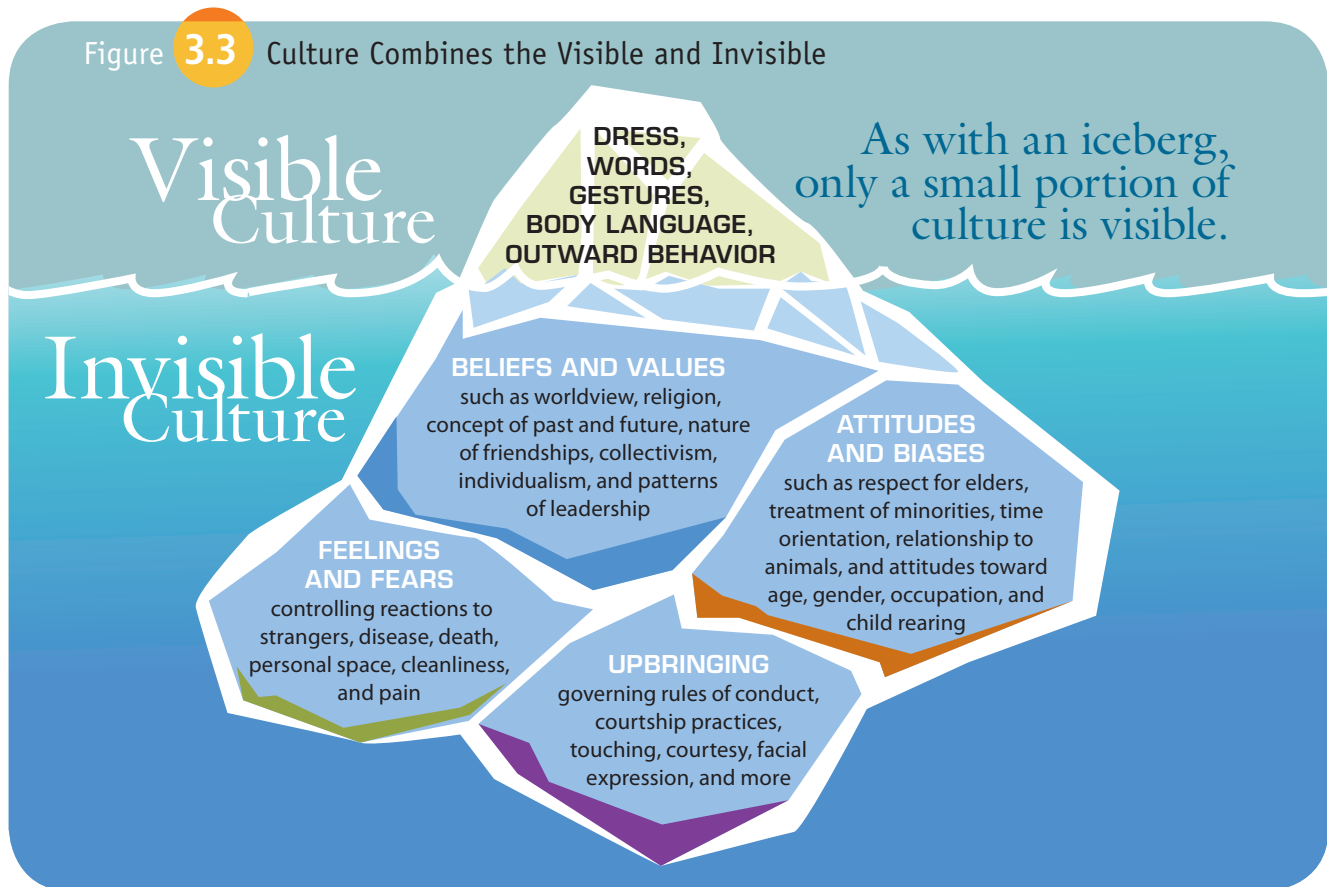 Figure 3.3 Culture Combines the Visible and Invisible
Visible
Culture
DRESS,
WORDS,
GESTURES,
BODY LANGUAGE,
OUTWARD BEHAVIOR
As with an iceberg,
only a small portion of
culture is visible.
Invisible
Culture
BELIEFS AND VALUES
such as worldview, religion,
concept of past and future, nature
of friendships, collectivism,
individualism, and patterns
of leadership
ATTITUDES
AND BIASES
such as respect for elders,
treatment of minorities, time
orientation, relationship to
animals, and attitudes toward
age, gender, occupation, and
child rearing
FEELINGS
AND FEARS
controlling reactions to
strangers, disease, death,
personal space, cleanliness,
and pain
UPBRINGING
governing rules of conduct,
courtship practices,
touching, courtesy, facial
expression, and more